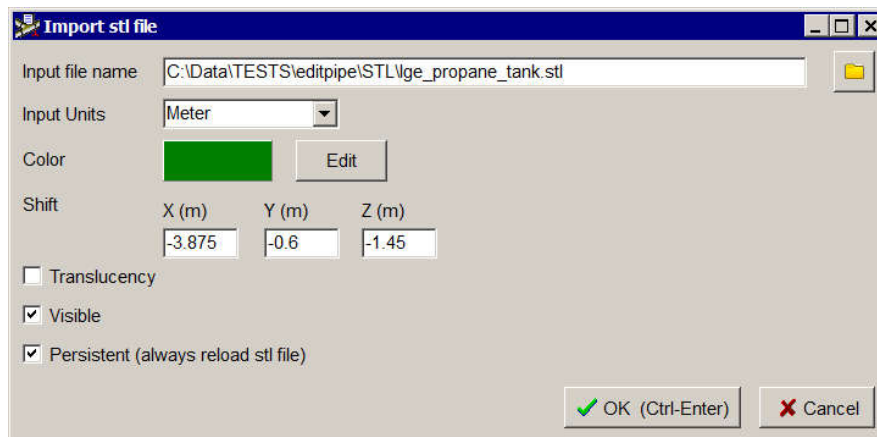 Import stl file
Input file name C:\Data\TESTS\editpipe\STL\lge_propane_tank.stl
Input Units Meter
Color Edit
Shift X (m) Y (m) Z (m)
-3.875 -0.6 -1.45
Translucency
Visible
Persistent (always reload stl file)
OK (Ctrl-Enter) Cancel